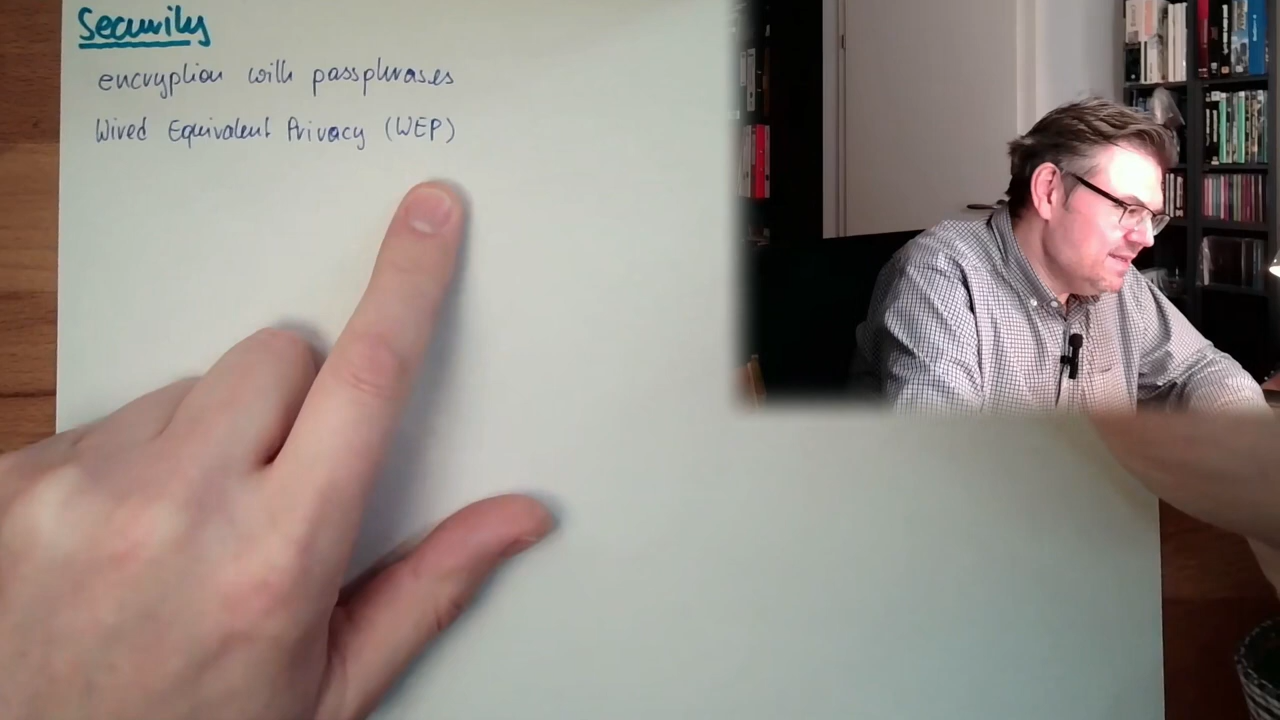 Security
encryption with passphrases
Wired Equivalent Privacy (WEP)